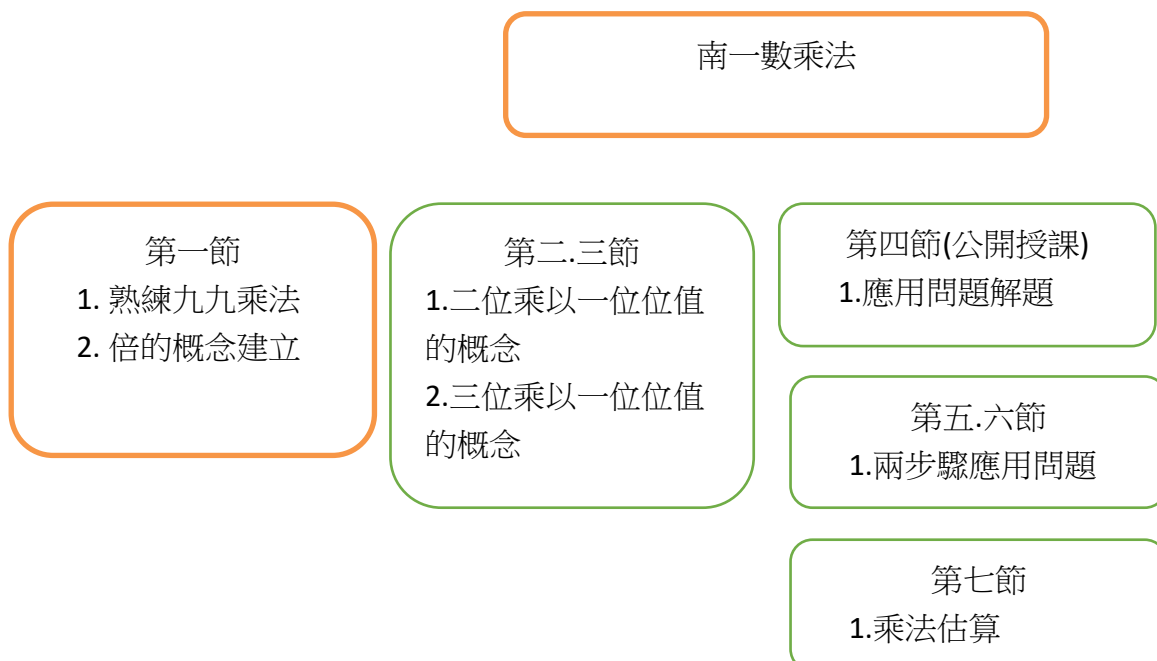 南一數乘法
第一節
1. 熟練九九乘法
2. 倍的概念建立
第二.三節
1.二位乘以一位位值
的概念
2.三位乘以一位位值
的概念
第四節(公開授課)
1.應用問題解題
第五.六節
1.兩步驟應用問題
第七節
1.乘法估算